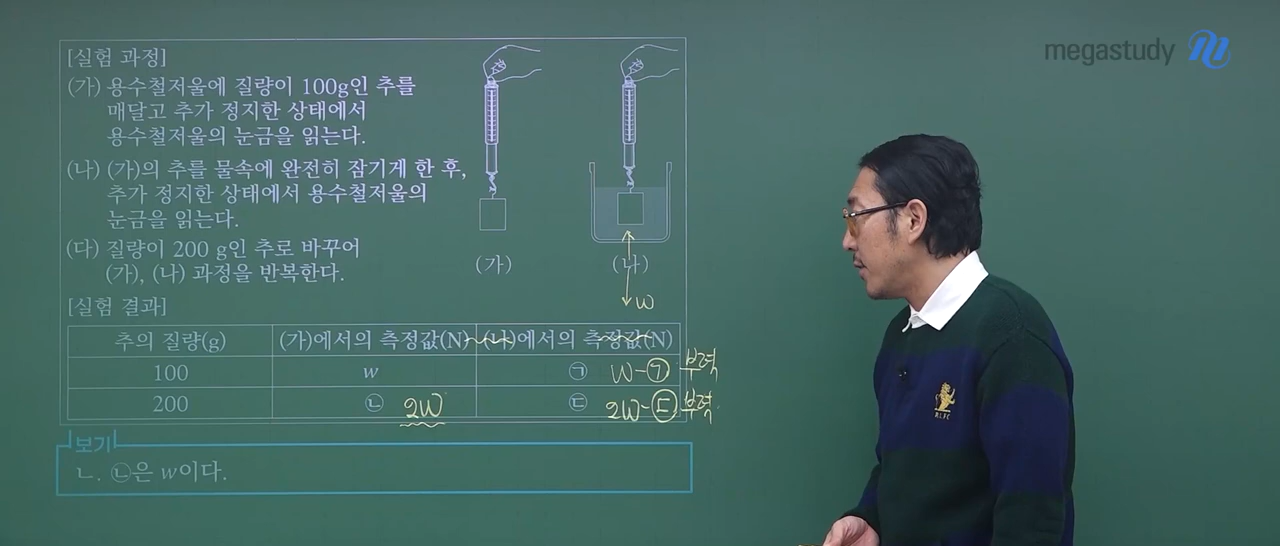 megastudy
[실험 과정]
(가) 용수철저울에 질량이 100g인 추를
매달고 추가 정지한 상태에서
용수철저울의 눈금을 읽는다.
(나) (가)의 추를 물속에 완전히 잠기게 한 후,
추가 정지한 상태에서 용수철저울의
눈금을 읽는다.
(다) 질량이 200 g인 추로 바꾸어
(가), (나) 과정을 반복한다.
(가)
(나)
w
[실험 결과]
추의 질량(g) (가)에서의 측정값(N) (나)에서의 측정값(N)
100 w ㉠ w-㉠ 부력
200 ㉡ 2w ㉢ 2w-㉢ 부력
보기
ㄴ. ㉡은 w이다.
R.L.F.C